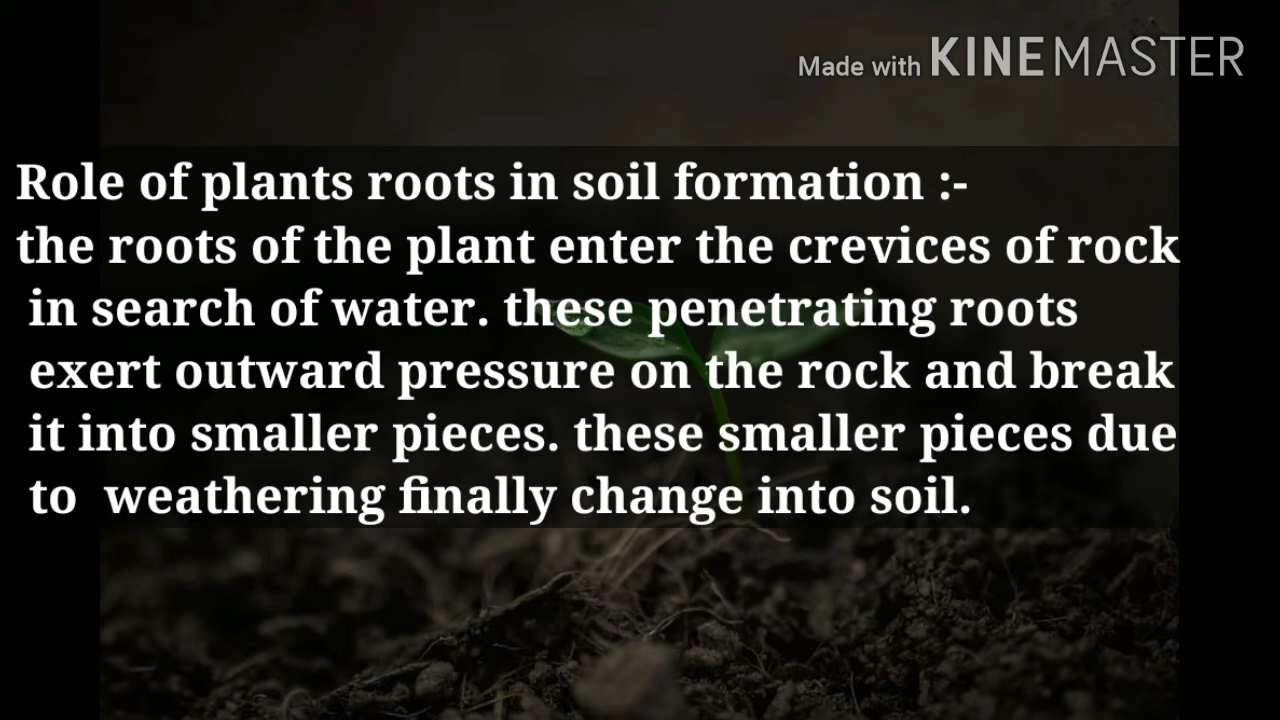 Made with KINEMASTER
Role of plants roots in soil formation :-
the roots of the plant enter the crevices of rock
in search of water. these penetrating roots
exert outward pressure on the rock and break
it into smaller pieces. these smaller pieces due
to  weathering finally change into soil.